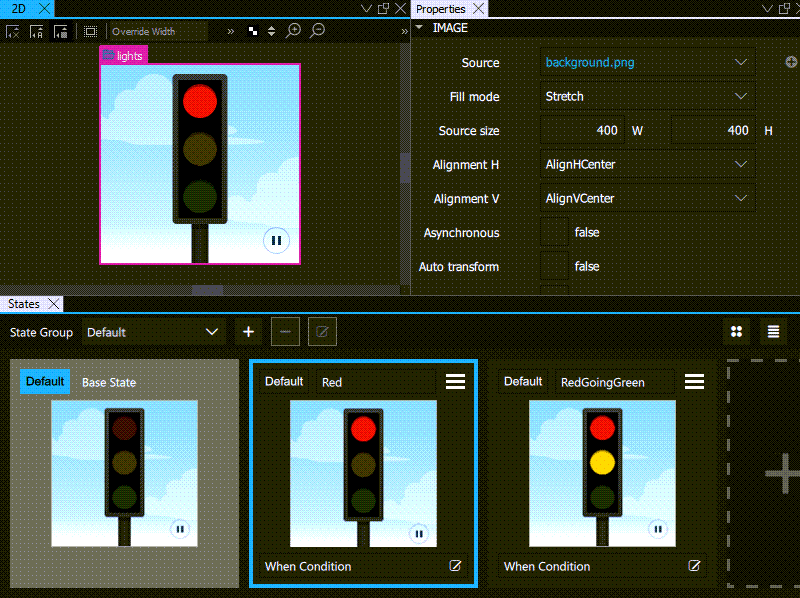 2D
Properties
Override Width
IMAGE
lights
Source
background.png
Fill mode
Stretch
Source size
400 W
400 H
Alignment H
AlignHCenter
Alignment V
AlignVCenter
Asynchronous
false
Auto transform
false
States
State Group
Default
Default
Base State
Default
Red
Default
RedGoingGreen
When Condition
When Condition